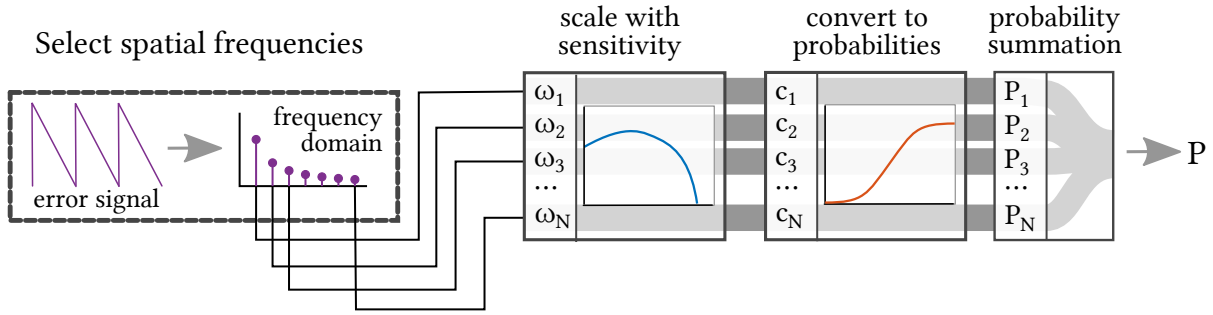 Select spatial frequencies
error signal
frequency
domain
scale with
sensitivity
ω1
ω2
ω3
...
ωN
convert to
probabilities
c1
c2
c3
...
cN
probability
summation
P1
P2
P3
...
PN
P